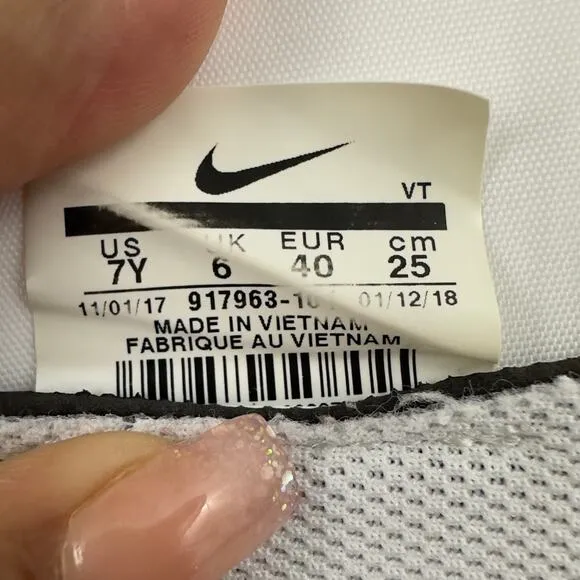 VT
US UK EUR cm
7Y 6 40 25
11/01/17 01/12/18
MADE IN VIETNAM
FABRIQUE AU VIETNAM